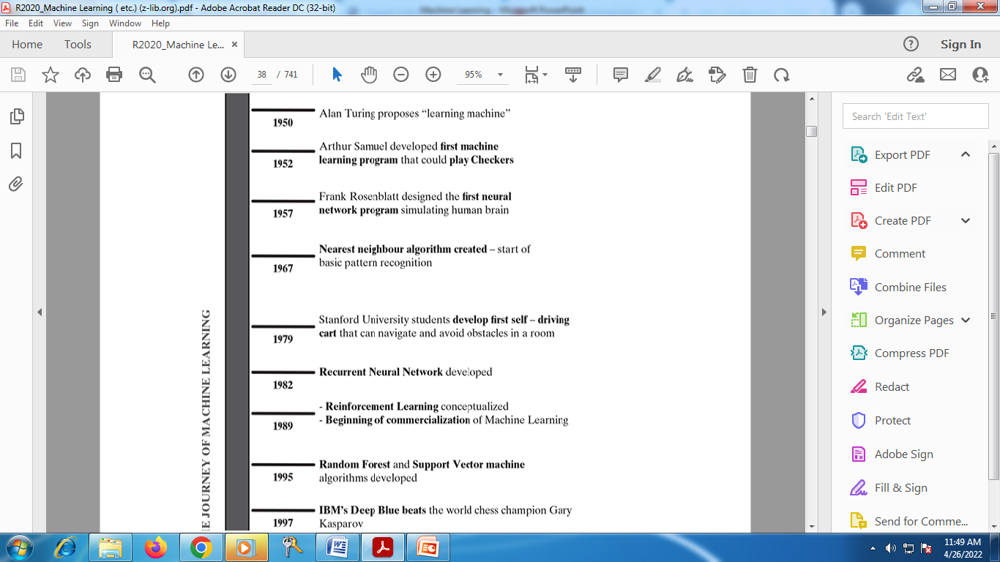 R2020_Machine Learning ( etc.) (z-lib.org).pdf - Adobe Acrobat Reader DC (32-bit)
Machine Learning - Microsoft PowerPoint
File Edit View Sign Window Help
Home Tools R2020_Machine Le... × Sign In
38 / 741 95%
1950 Alan Turing proposes “learning machine”
Arthur Samuel developed first machine
learning program that could play Checkers
1952
Frank Rosenblatt designed the first neural
network program simulating human brain
1957
Nearest neighbour algorithm created – start of
basic pattern recognition
1967
Stanford University students develop first self – driving
cart that can navigate and avoid obstacles in a room
1979
Recurrent Neural Network developed
1982
- Reinforcement Learning conceptualized
- Beginning of commercialization of Machine Learning
1989
Random Forest and Support Vector machine
algorithms developed
1995
IBM’s Deep Blue beats the world chess champion Gary
Kasparov
1997
E JOURNEY OF MACHINE LEARNING
Search 'Edit Text'
Export PDF
Edit PDF
Create PDF
Comment
Combine Files
Organize Pages
Compress PDF
Redact
Protect
Adobe Sign
Fill & Sign
Send for Comme...
11:49 AM
4/26/2022